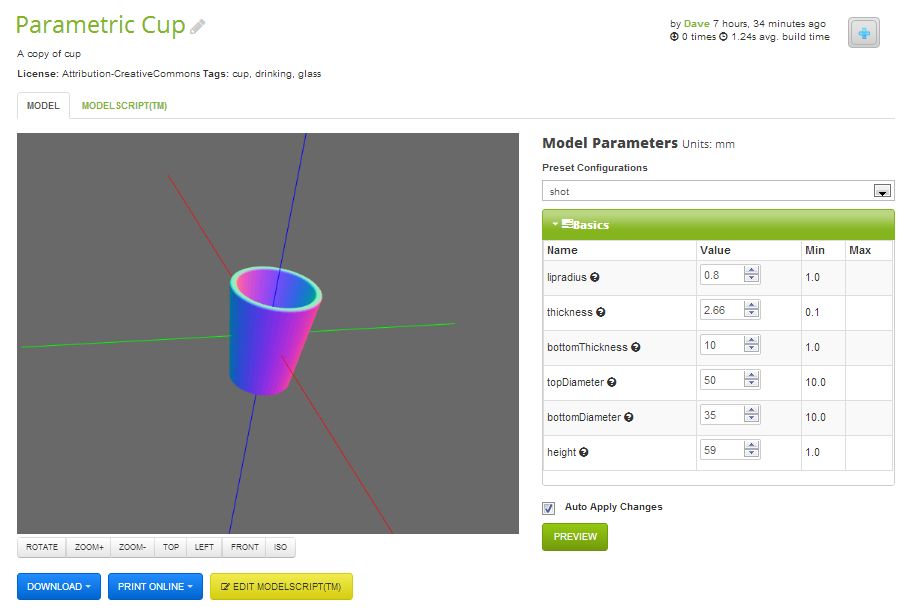 Parametric Cup
by Dave 7 hours, 34 minutes ago
0 times 1.24s avg. build time
A copy of cup
License: Attribution-CreativeCommons Tags: cup, drinking, glass
MODEL MODELSCRIPT(TM)
Model Parameters Units: mm
Preset Configurations
shot
Basics
Name Value Min Max
lipradius 0.8 1.0
thickness 2.66 0.1
bottomThickness 10 1.0
topDiameter 50 10.0
bottomDiameter 35 10.0
height 59 1.0
Auto Apply Changes
PREVIEW
ROTATE ZOOM+ ZOOM- TOP LEFT FRONT ISO
DOWNLOAD PRINT ONLINE EDIT MODELSCRIPT(TM)